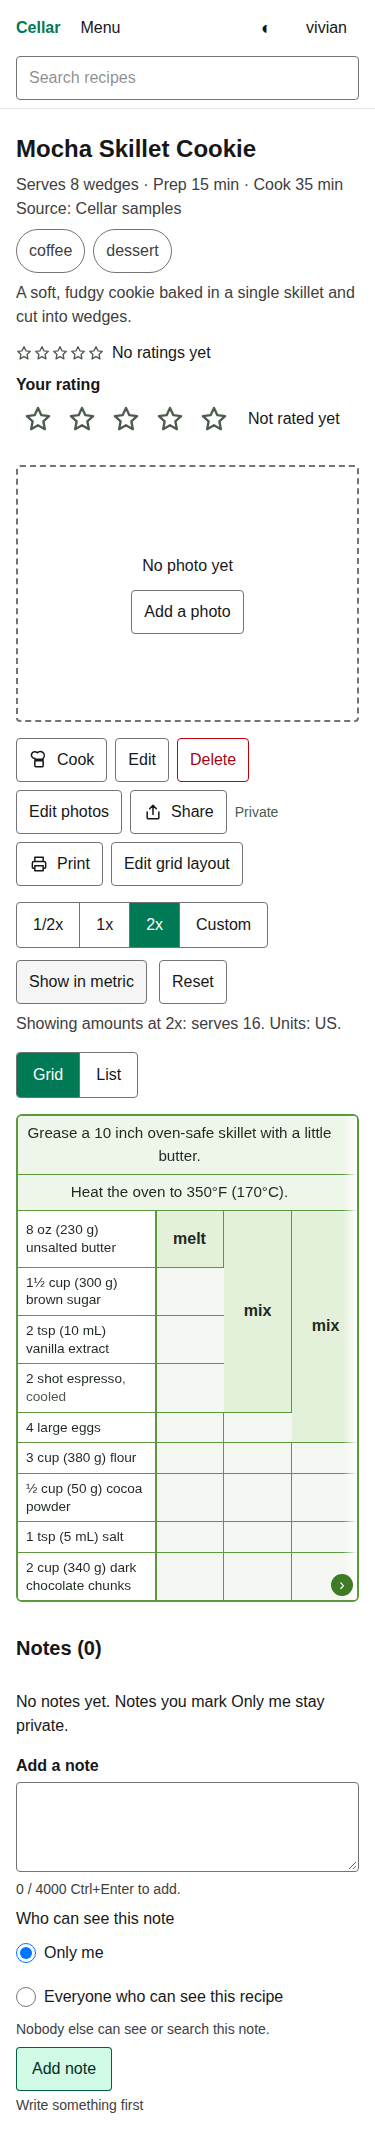 Cellar Menu vivian
Search recipes
Mocha Skillet Cookie
Serves 8 wedges · Prep 15 min · Cook 35 min
Source: Cellar samples
coffee dessert
A soft, fudgy cookie baked in a single skillet and
cut into wedges.
No ratings yet
Your rating
Not rated yet
No photo yet
Add a photo
Cook Edit Delete
Edit photos Share Private
Print Edit grid layout
1/2x 1x 2x Custom
Show in metric Reset
Showing amounts at 2x: serves 16. Units: US.
Grid List
Grease a 10 inch oven-safe skillet with a little
butter.
Heat the oven to 350°F (170°C).
8 oz (230 g)
unsalted butter
melt
mix
mix
1½ cup (300 g)
brown sugar
2 tsp (10 mL)
vanilla extract
2 shot espresso,
cooled
4 large eggs
3 cup (380 g) flour
½ cup (50 g) cocoa
powder
1 tsp (5 mL) salt
2 cup (340 g) dark
chocolate chunks
Notes (0)
No notes yet. Notes you mark Only me stay
private.
Add a note
0 / 4000 Ctrl+Enter to add.
Who can see this note
Only me
Everyone who can see this recipe
Nobody else can see or search this note.
Add note
Write something first